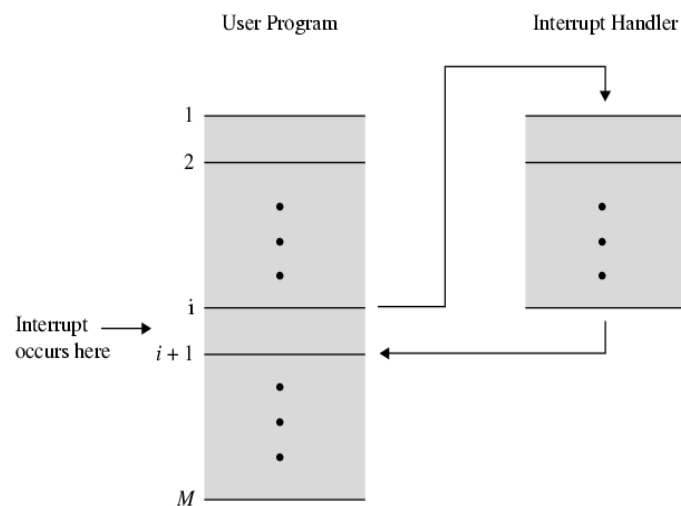 User Program
Interrupt Handler
1
2
i
Interrupt
occurs here
i + 1
M